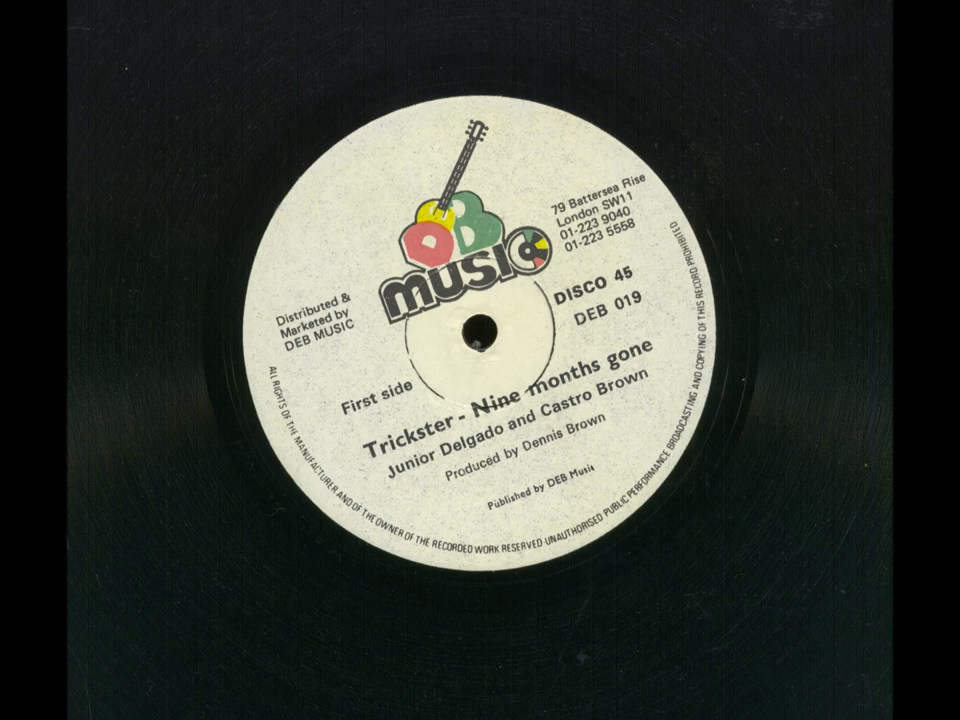 DEB
music
79 Battersea Rise
London SW11
01-223 9040
01-223 5558
Distributed &
Marketed by
DEB MUSIC
DISCO 45
DEB 019
First side
Trickster - Nine months gone
Junior Delgado and Castro Brown
Produced by Dennis Brown
Published by DEB Music
ALL RIGHTS OF THE MANUFACTURER AND OF THE OWNER OF THE RECORDED WORK RESERVED·UNAUTHORISED PUBLIC PERFORMANCE BROADCASTING AND COPYING OF THIS RECORD PROHIBITED